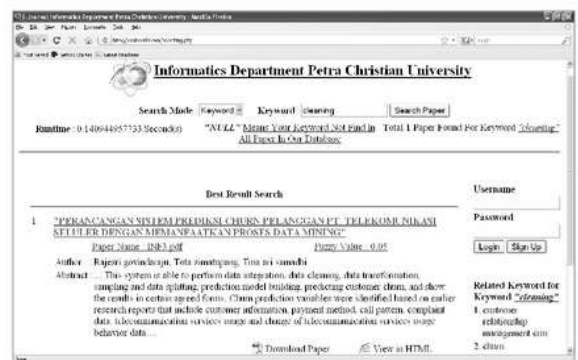 Informatics Department Petra Christian University
Search Mode Keyword Keyword cleaning Search Paper
Runtime : 0.140944957733 Second(s) "NULL" Means Your Keyword Not Find In All Paper In Our Database Total 1 Paper Found For Keyword "cleaning"
Best Result Search
1 "PERANCANGAN SISTEM PREDIKSI CHURN PELANGGAN PT. TELEKOMUNIKASI
SELULER DENGAN MEMANFAATKAN PROSES DATA MINING"
Paper Name : INF3.pdf Fuzzy Value : 0.05
Author : Rajesri govindaraju, Tota simatupang, Tma ari samadhi
Abstract : ... This system is able to perform data integration, data cleaning, data transformation,
sampling and data splitting, prediction model building, predicting customer churn, and show
the results in certain agreed forms. Churn prediction variables were identified based on earlier
research reports that include customer information, payment method, call pattern, complaint
data, telecommunication services usage and change of telecommunication services usage
behavior data ...
Download Paper View in HTML
Username
Password
Login Sign Up
Related Keyword for
Keyword "cleaning"
1. customer
relationship
management crm
2. churn